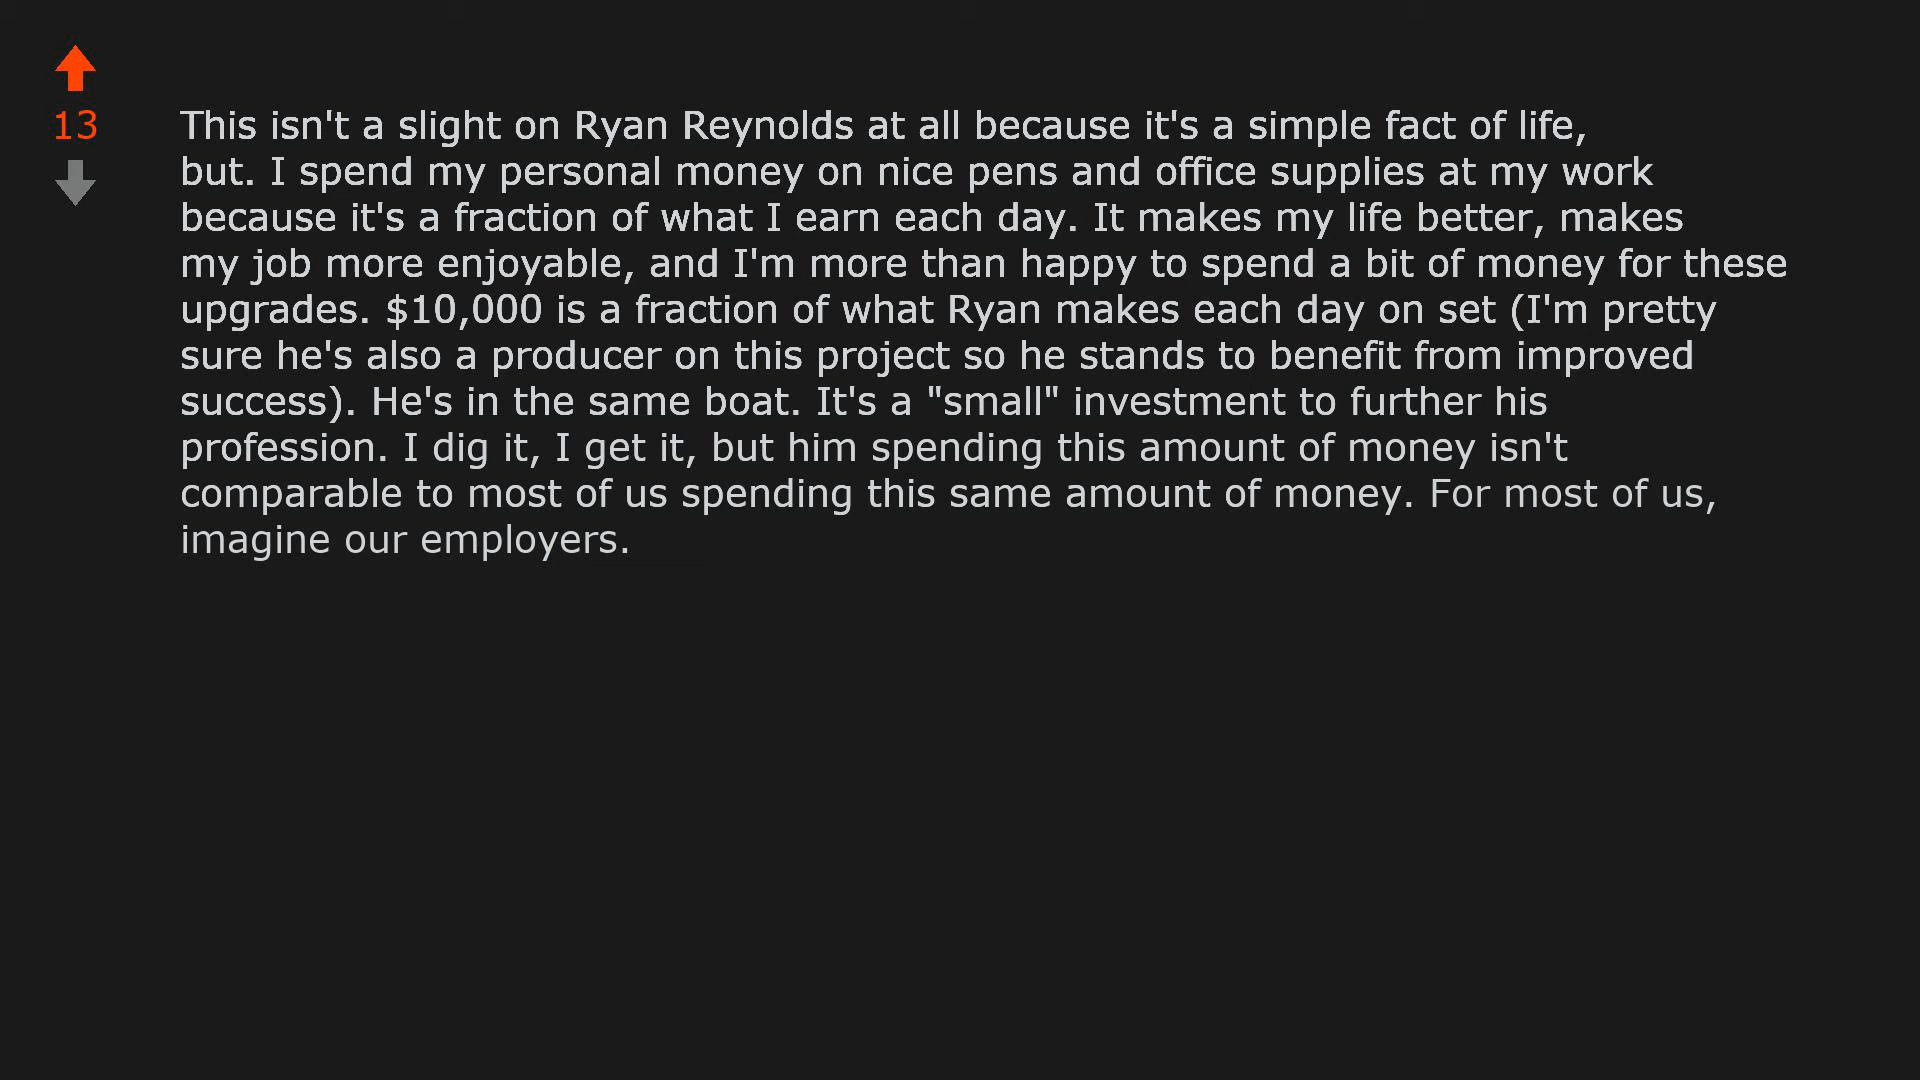 13
This isn't a slight on Ryan Reynolds at all because it's a simple fact of life,
but. I spend my personal money on nice pens and office supplies at my work
because it's a fraction of what I earn each day. It makes my life better, makes
my job more enjoyable, and I'm more than happy to spend a bit of money for these
upgrades. $10,000 is a fraction of what Ryan makes each day on set (I'm pretty
sure he's also a producer on this project so he stands to benefit from improved
success). He's in the same boat. It's a "small" investment to further his
profession. I dig it, I get it, but him spending this amount of money isn't
comparable to most of us spending this same amount of money. For most of us,
imagine our employers.